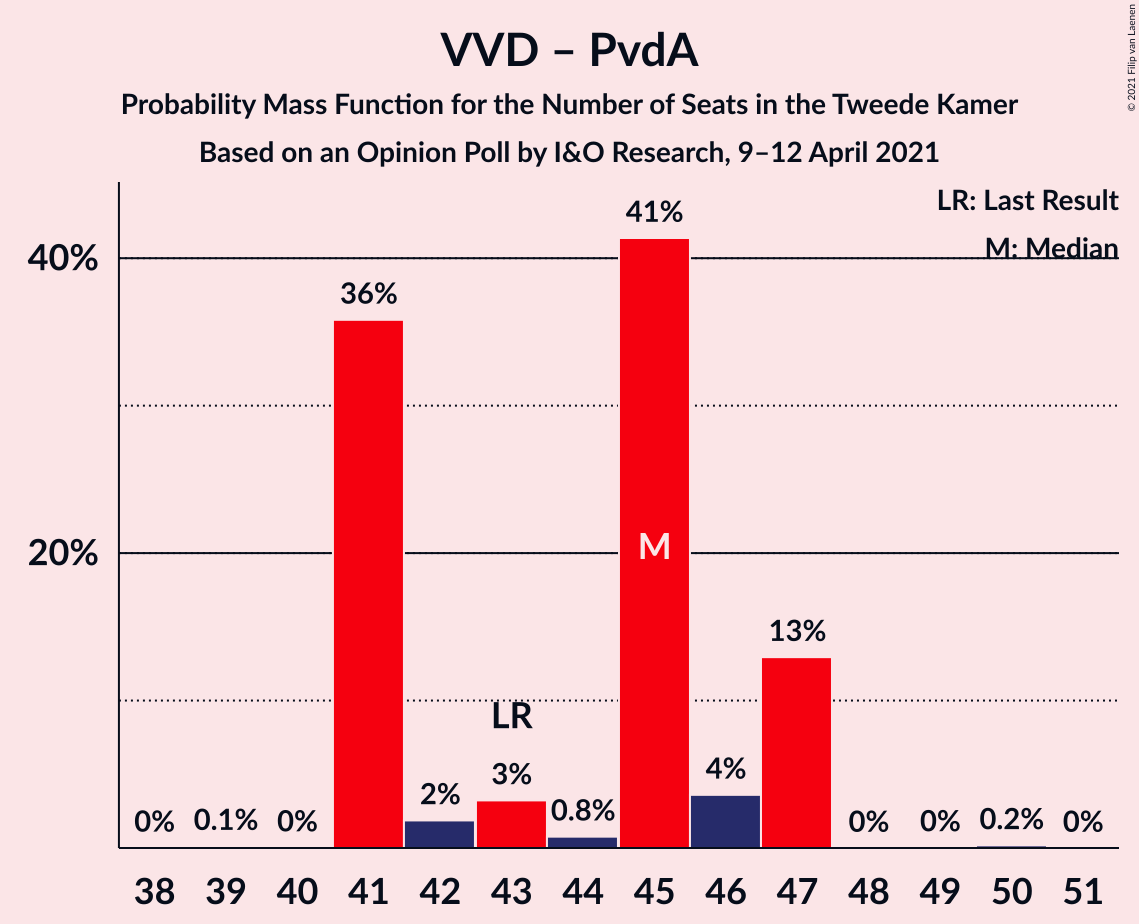 VVD – PvdA
Probability Mass Function for the Number of Seats in the Tweede Kamer
Based on an Opinion Poll by I&O Research, 9–12 April 2021
© 2021 Filip van Laenen
LR: Last Result
M: Median
40%
20%
0%
0.1%
0%
36%
2%
LR
3%
0.8%
41%
M
4%
13%
0%
0%
0.2%
0%
38 39 40 41 42 43 44 45 46 47 48 49 50 51